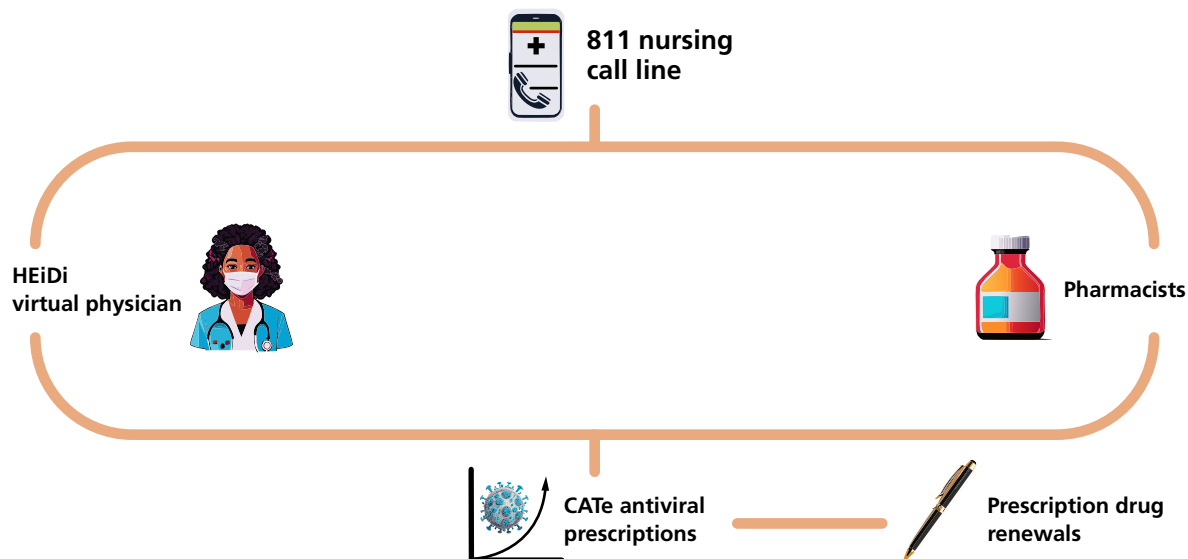 811 nursing
call line
HEiDi
virtual physician
Pharmacists
CATe antiviral
prescriptions
Prescription drug
renewals